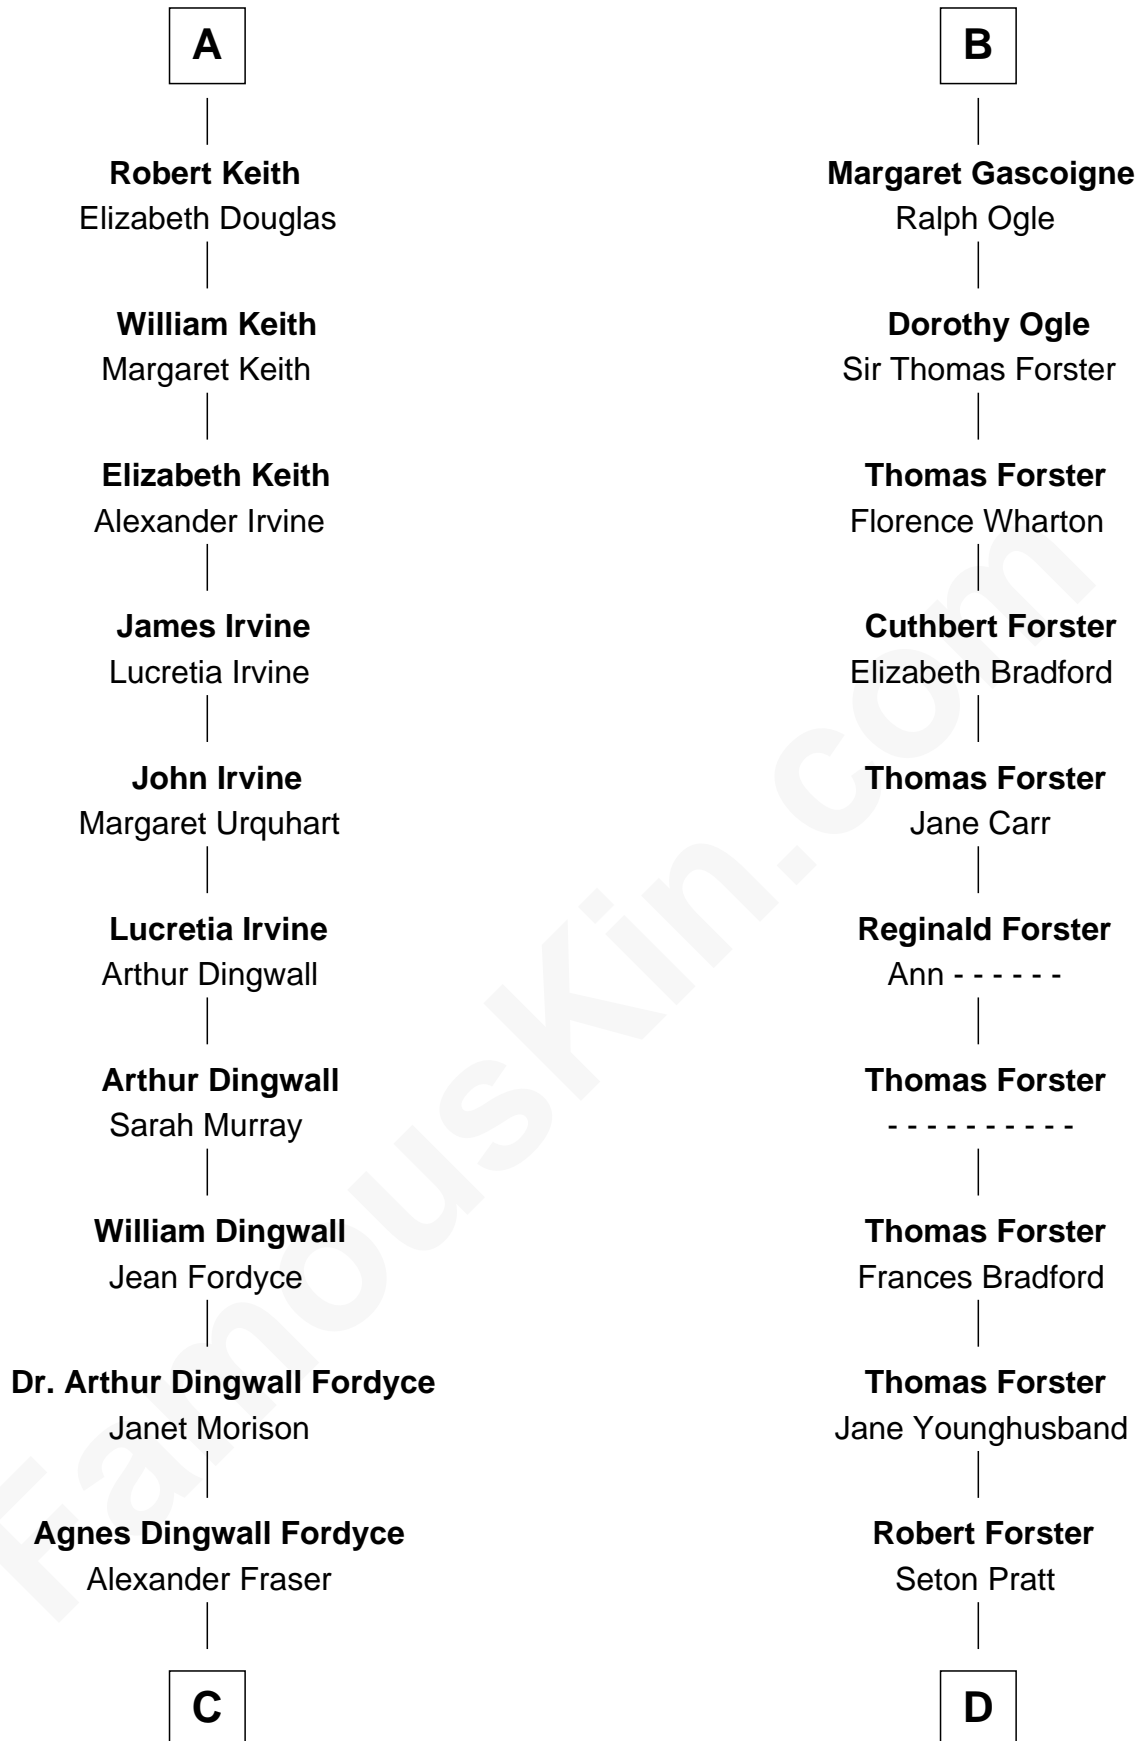 A
Robert Keith
Elizabeth Douglas
William Keith
Margaret Keith
Elizabeth Keith
Alexander Irvine
James Irvine
Lucretia Irvine
John Irvine
Margaret Urquhart
Lucretia Irvine
Arthur Dingwall
Arthur Dingwall
Sarah Murray
William Dingwall
Jean Fordyce
Dr. Arthur Dingwall Fordyce
Janet Morison
Agnes Dingwall Fordyce
Alexander Fraser
C
B
Margaret Gascoigne
Ralph Ogle
Dorothy Ogle
Sir Thomas Forster
Thomas Forster
Florence Wharton
Cuthbert Forster
Elizabeth Bradford
Thomas Forster
Jane Carr
Reginald Forster
Ann - - - - - -
Thomas Forster
- - - - - - - - - -
Thomas Forster
Frances Bradford
Thomas Forster
Jane Younghusband
Robert Forster
Seton Pratt
D
FamousKin.com